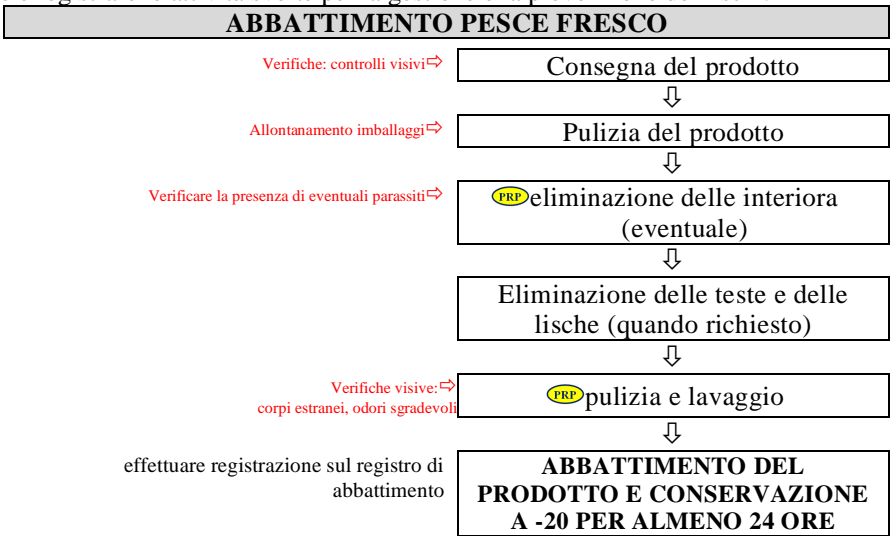 ABBATTIMENTO PESCE FRESCO
Verifiche: controlli visivi⇨
Consegna del prodotto
⇩
Allontanamento imballaggi⇨
Pulizia del prodotto
⇩
Verificare la presenza di eventuali parassiti⇨
PRP eliminazione delle interiora
(eventuale)
⇩
Eliminazione delle teste e delle
lische (quando richiesto)
⇩
Verifiche visive:⇨
corpi estranei, odori sgradevoli
PRP pulizia e lavaggio
⇩
effettuare registrazione sul registro di
abbattimento
ABBATTIMENTO DEL
PRODOTTO E CONSERVAZIONE
A -20 PER ALMENO 24 ORE